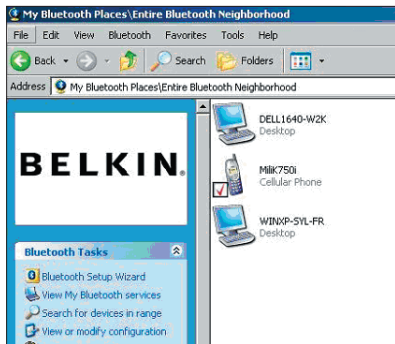 My Bluetooth Places\Entire Bluetooth Neighborhood
File Edit View Bluetooth Favorites Tools Help
Back Search Folders
Address My Bluetooth Places\Entire Bluetooth Neighborhood
BELKIN.
Bluetooth Tasks
Bluetooth Setup Wizard
View My Bluetooth services
Search for devices in range
View or modify configuration
DELL1640-W2K
Desktop
MiliK750i
Cellular Phone
WINXP-SYL-FR
Desktop